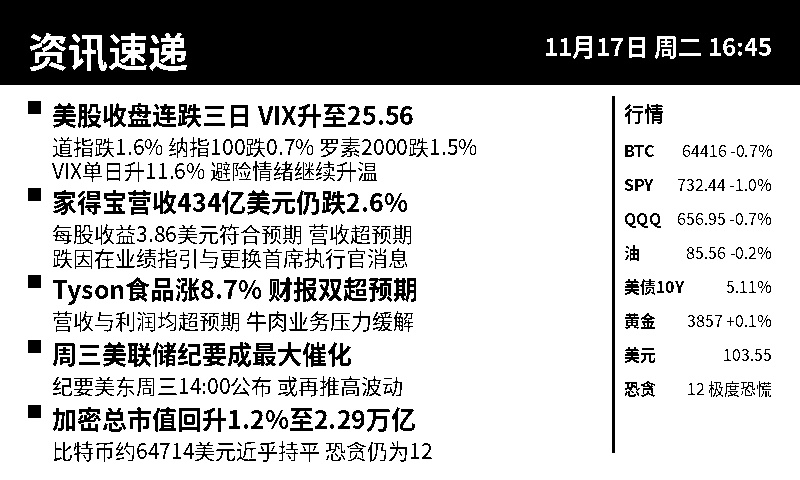 资讯速递
11月17日 周二 16:45
美股收盘连跌三日 VIX升至25.56
道指跌1.6% 纳指100跌0.7% 罗素2000跌1.5%
VIX单日升11.6% 避险情绪继续升温
家得宝营收434亿美元仍跌2.6%
每股收益3.86美元符合预期 营收超预期
跌因在业绩指引与更换首席执行官消息
Tyson食品涨8.7% 财报双超预期
营收与利润均超预期 牛肉业务压力缓解
周三美联储纪要成最大催化
纪要美东周三14:00公布 或再推高波动
加密总市值回升1.2%至2.29万亿
比特币约64714美元近乎持平 恐贪仍为12
行情
BTC 64416 -0.7%
SPY 732.44 -1.0%
QQQ 656.95 -0.7%
油 85.56 -0.2%
美债10Y 5.11%
黄金 3857 +0.1%
美元 103.55
恐贪 12 极度恐慌